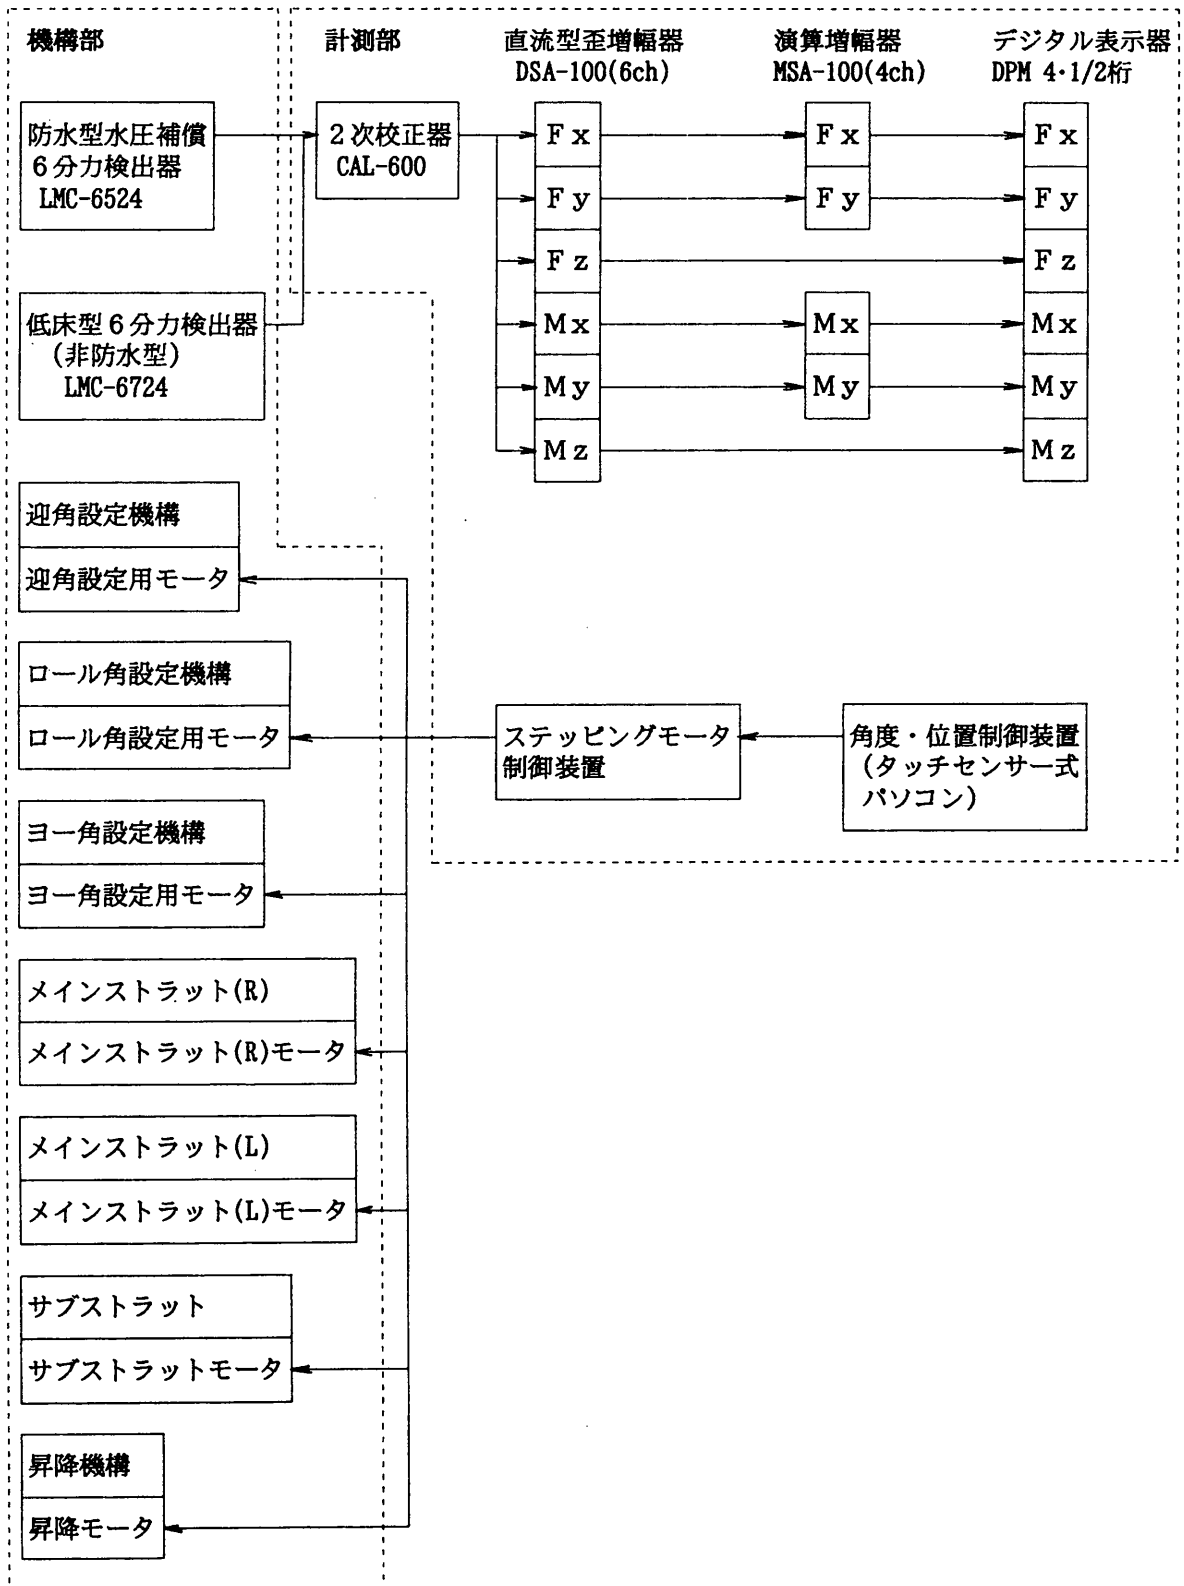 機構部
計測部
直流型歪増幅器
DSA-100(6ch)
演算増幅器
MSA-100(4ch)
デジタル表示器
DPM 4・1/2桁
防水型水圧補償
6分力検出器
LMC-6524
2次校正器
CAL-600
Fx
Fx
Fx
Fy
Fy
Fy
Fz
Fz
低床型6分力検出器
(非防水型)
LMC-6724
Mx
Mx
Mx
My
My
My
Mz
Mz
迎角設定機構
迎角設定用モータ
ロール角設定機構
ロール角設定用モータ
ステッピングモータ
制御装置
角度・位置制御装置
(タッチセンサー式
パソコン)
ヨー角設定機構
ヨー角設定用モータ
メインストラット(R)
メインストラット(R)モータ
メインストラット(L)
メインストラット(L)モータ
サブストラット
サブストラットモータ
昇降機構
昇降モータ